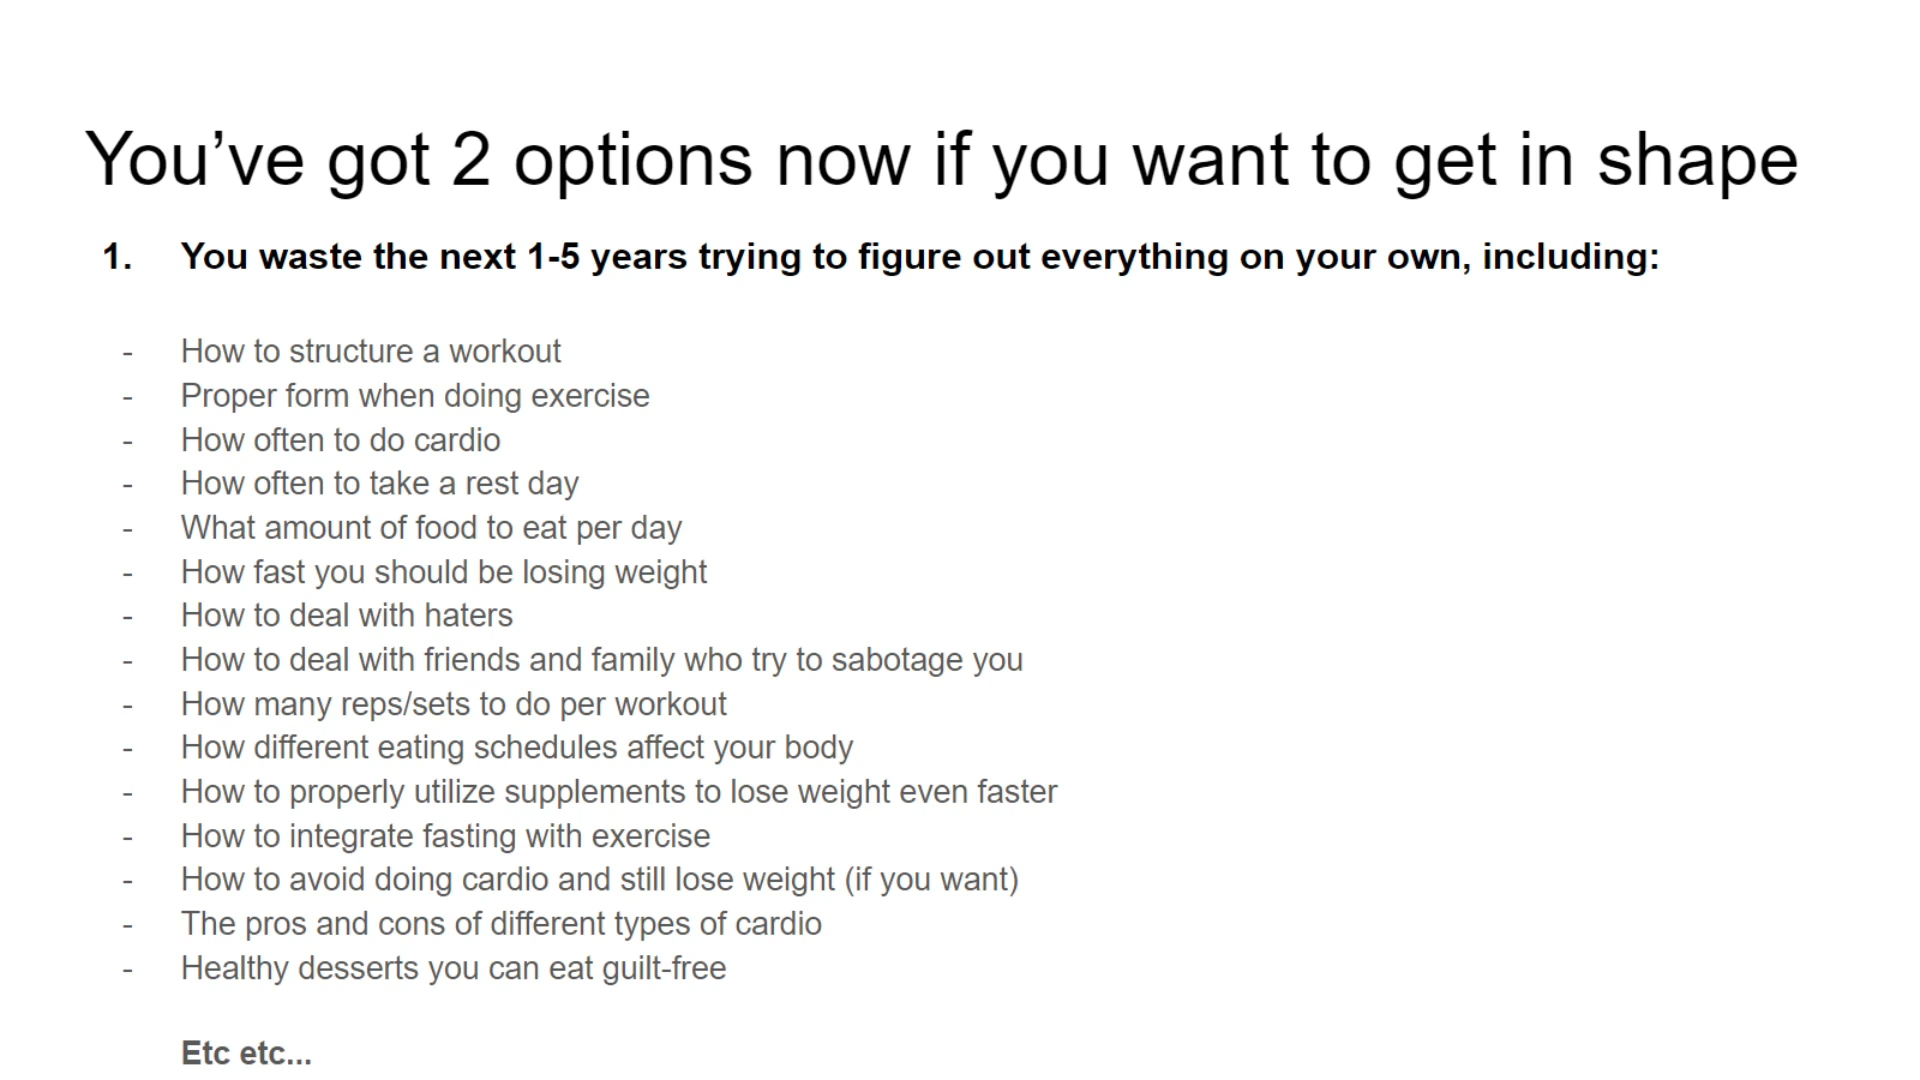 You’ve got 2 options now if you want to get in shape
1. You waste the next 1-5 years trying to figure out everything on your own, including:
- How to structure a workout
- Proper form when doing exercise
- How often to do cardio
- How often to take a rest day
- What amount of food to eat per day
- How fast you should be losing weight
- How to deal with haters
- How to deal with friends and family who try to sabotage you
- How many reps/sets to do per workout
- How different eating schedules affect your body
- How to properly utilize supplements to lose weight even faster
- How to integrate fasting with exercise
- How to avoid doing cardio and still lose weight (if you want)
- The pros and cons of different types of cardio
- Healthy desserts you can eat guilt-free
Etc etc...